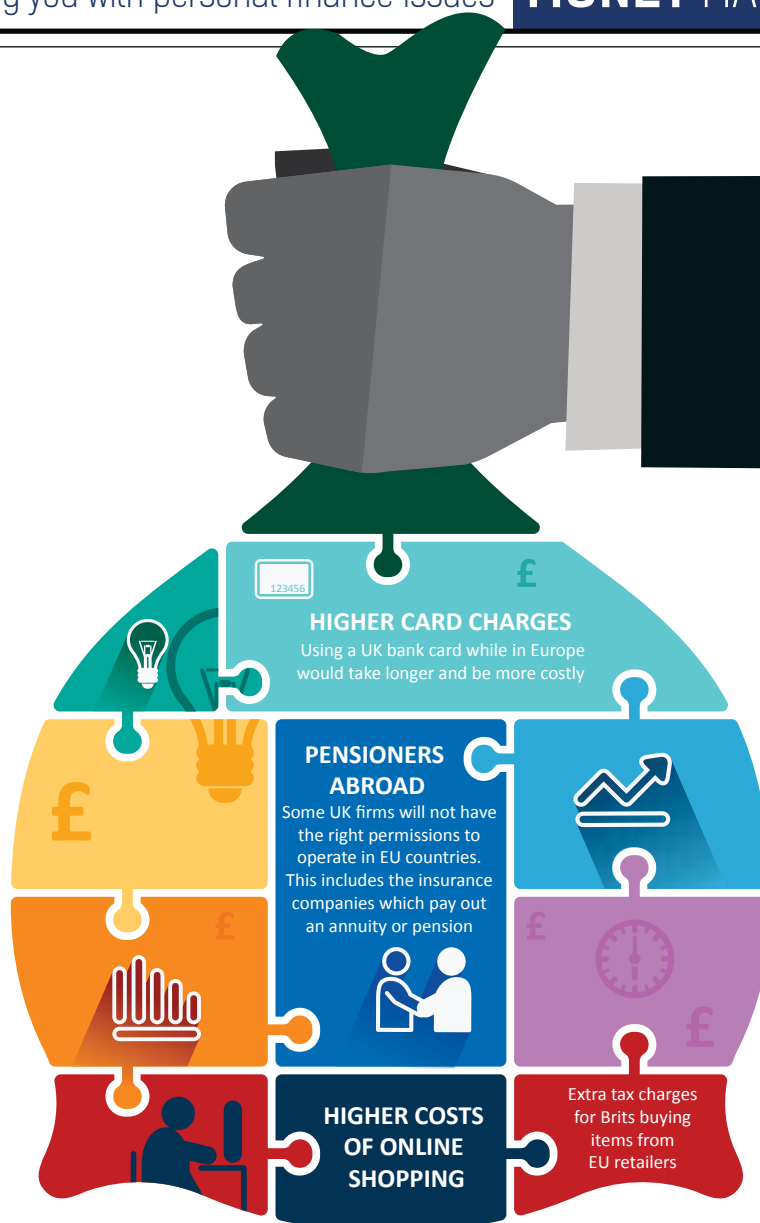 you with personal finance issues
123456
£
HIGHER CARD CHARGES
Using a UK bank card while in Europe
would take longer and be more costly
£
PENSIONERS
ABROAD
Some UK firms will not have
the right permissions to
operate in EU countries.
This includes the insurance
companies which pay out
an annuity or pension
£
£
£
HIGHER COSTS
OF ONLINE
SHOPPING
Extra tax charges
for Brits buying
items from
EU retailers